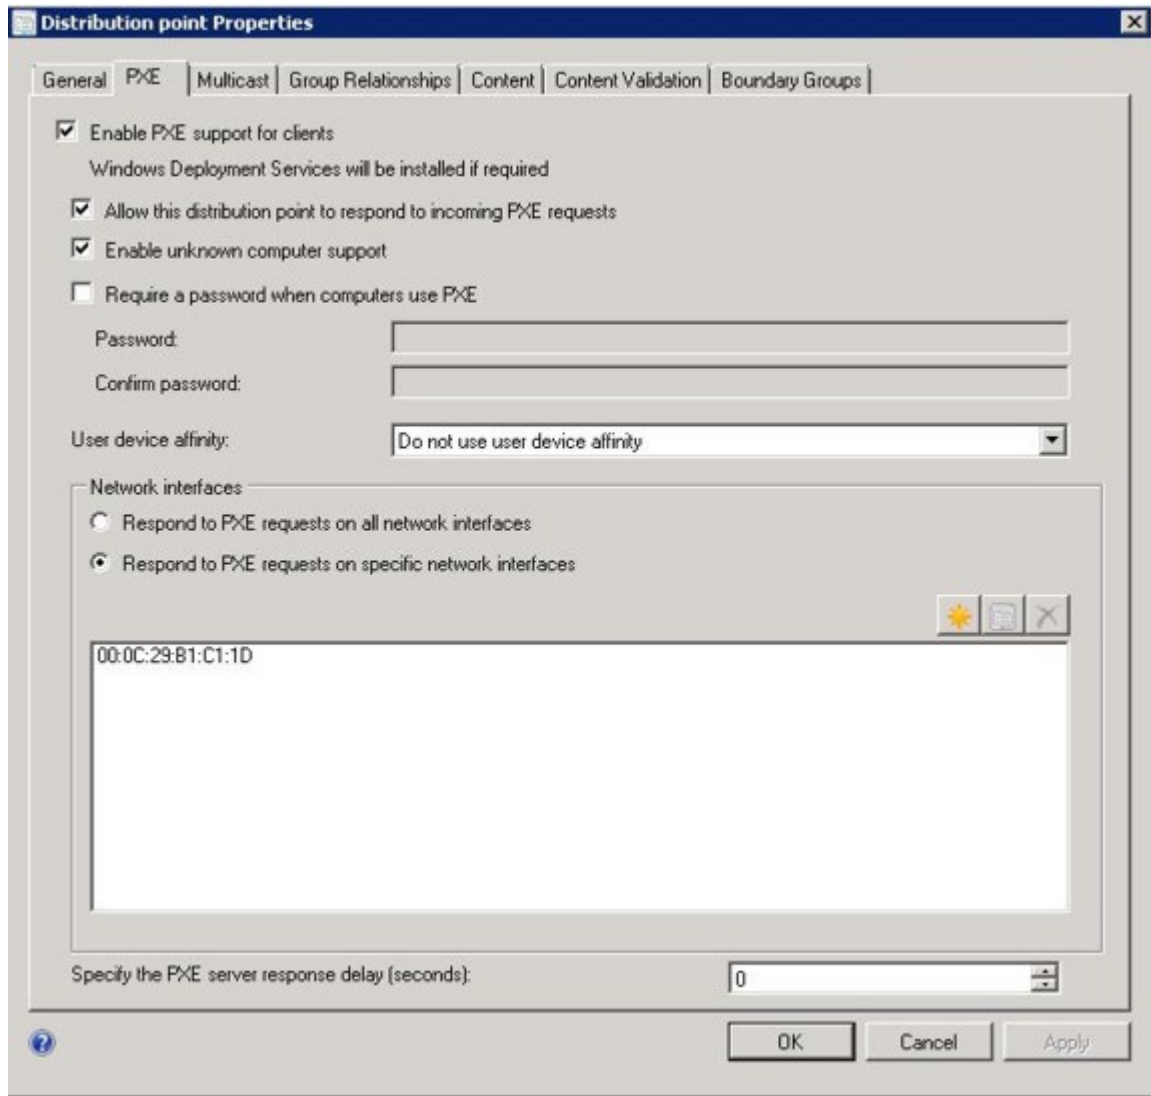 Distribution point Properties
General PXE Multicast Group Relationships Content Content Validation Boundary Groups
Enable PXE support for clients
Windows Deployment Services will be installed if required
Allow this distribution point to respond to incoming PXE requests
Enable unknown computer support
Require a password when computers use PXE
Password:
Confirm password:
User device affinity: Do not use user device affinity
Network interfaces
Respond to PXE requests on all network interfaces
Respond to PXE requests on specific network interfaces
00:0C:29:B1:C1:1D
Specify the PXE server response delay (seconds): 0
OK Cancel Apply